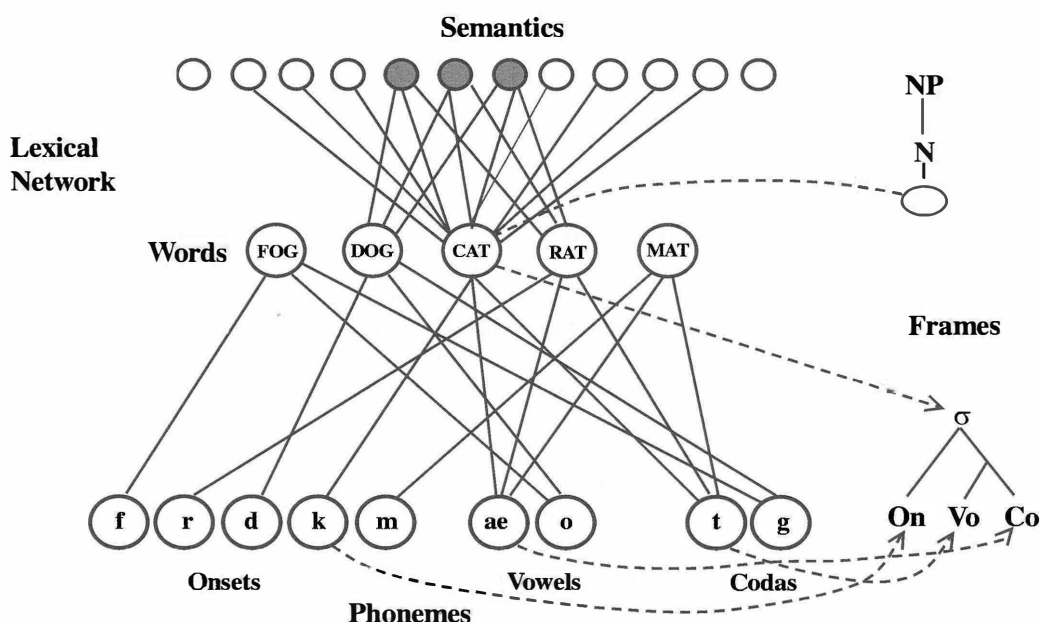 Semantics
NP
Lexical
Network
N
Words
FOG
DOG
CAT
RAT
MAT
Frames
σ
f
r
d
k
m
ae
o
t
g
On
Vo
Co
Onsets
Vowels
Codas
Phonemes